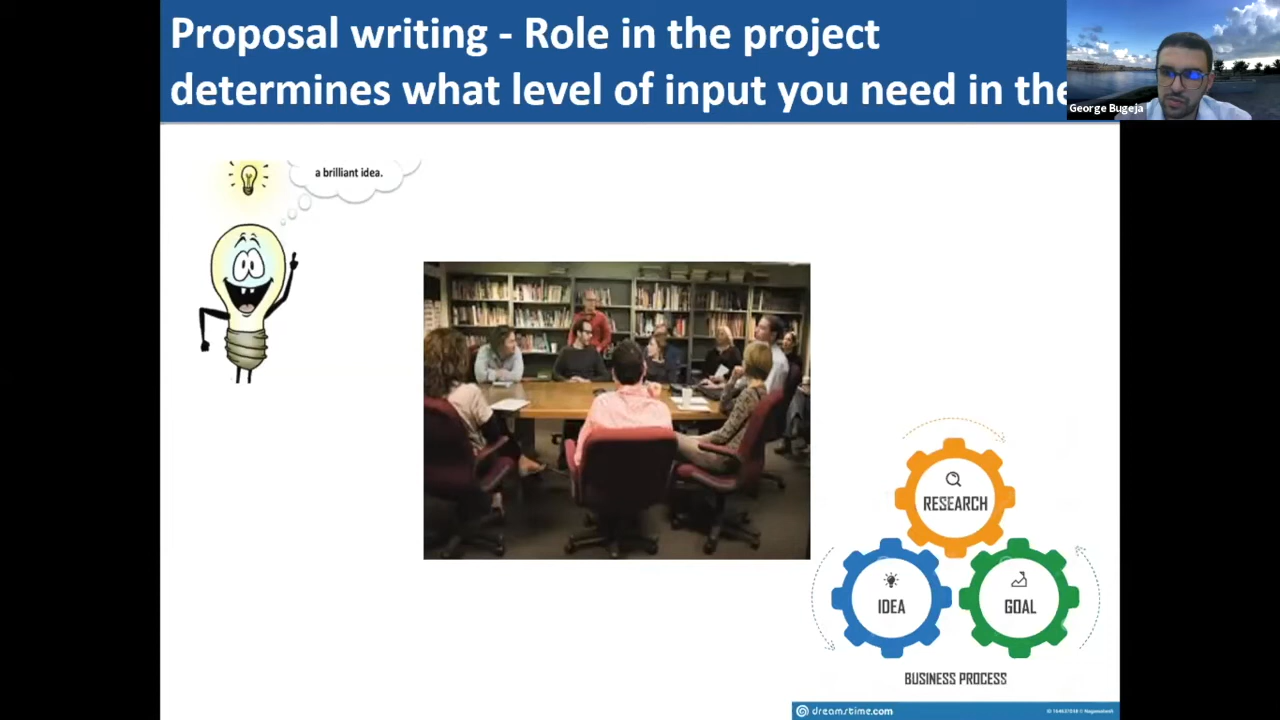 Proposal writing - Role in the project
determines what level of input you need in the
George Bugeja
a brilliant idea.
RESEARCH
IDEA
GOAL
BUSINESS PROCESS
dreamstime.com